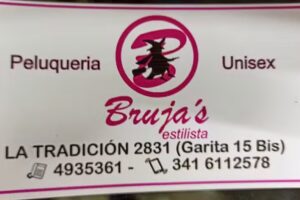 Peluqueria Unisex
Bruja's
estilista
LA TRADICIÓN 2831 (Garita 15 Bis)
4935361 - 341 6112578